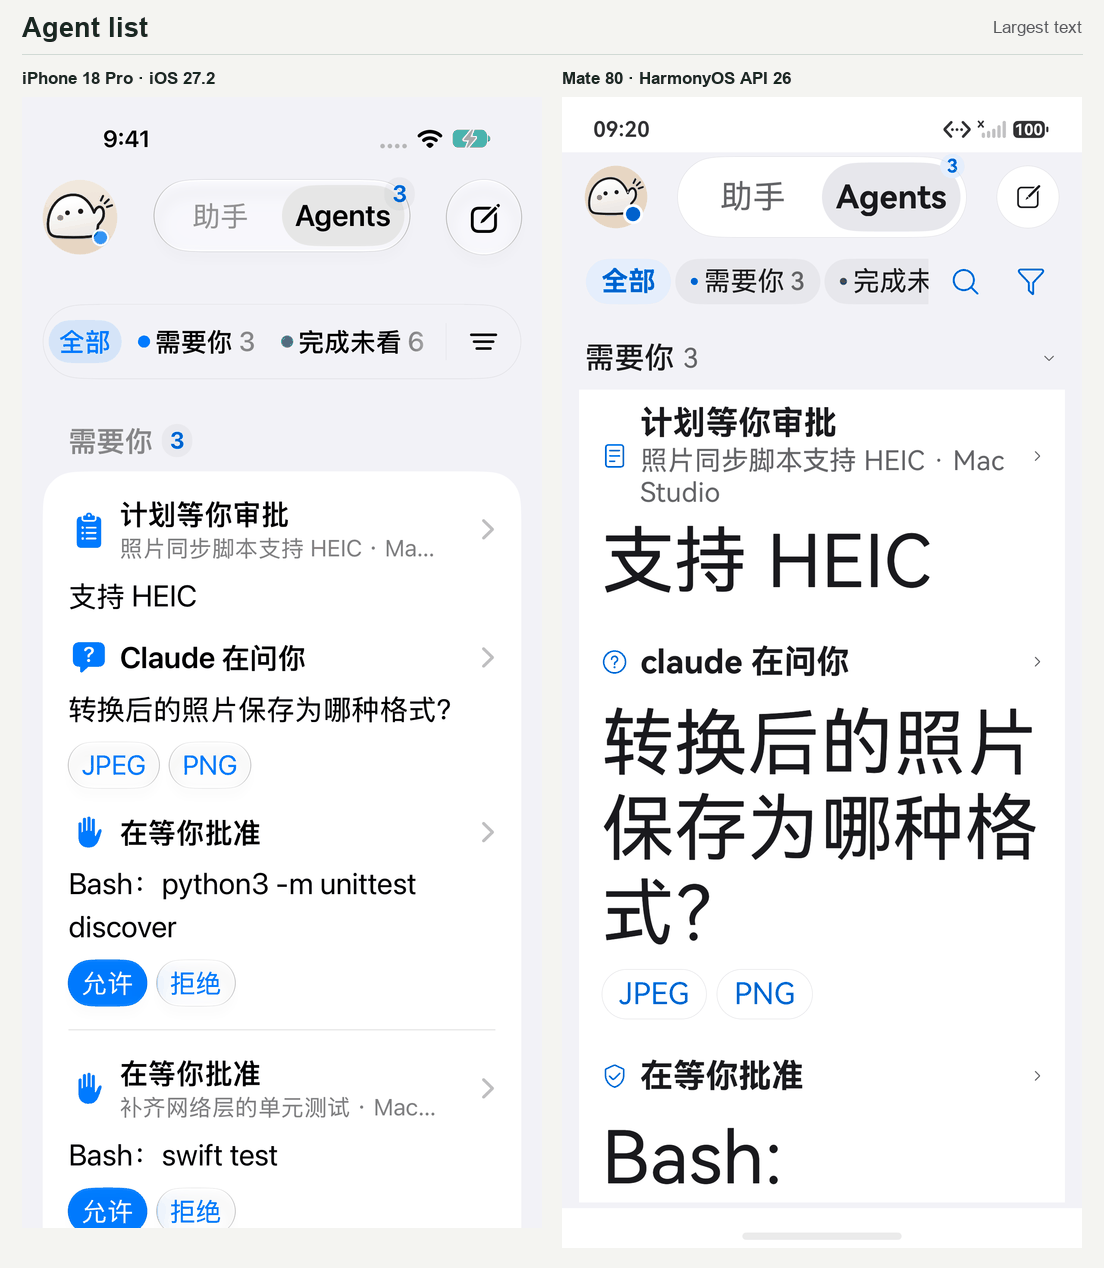 Agent list
Largest text
iPhone 18 Pro · iOS 27.2
9:41
助手
Agents
3
全部
需要你 3
完成未看 6
需要你 3
计划等你审批
照片同步脚本支持 HEIC · Ma...
支持 HEIC
Claude 在问你
转换后的照片保存为哪种格式?
JPEG
PNG
在等你批准
Bash： python3 -m unittest
discover
允许
拒绝
在等你批准
补齐网络层的单元测试 · Mac...
Bash： swift test
允许
拒绝
Mate 80 · HarmonyOS API 26
09:20
100
助手
Agents
3
全部
需要你 3
完成未
需要你 3
计划等你审批
照片同步脚本支持 HEIC · Mac
Studio
支持 HEIC
claude 在问你
转换后的照片
保存为哪种格
式?
JPEG
PNG
在等你批准
Bash: